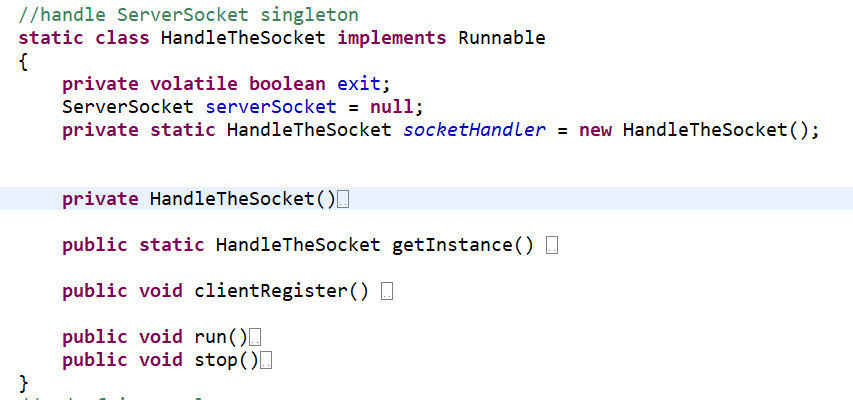 //handle ServerSocket singleton
static class HandleTheSocket implements Runnable
{
private volatile boolean exit;
ServerSocket serverSocket = null;
private static HandleTheSocket socketHandler = new HandleTheSocket();
private HandleTheSocket()
public static HandleTheSocket getInstance()
public void clientRegister()
public void run()
public void stop()
}